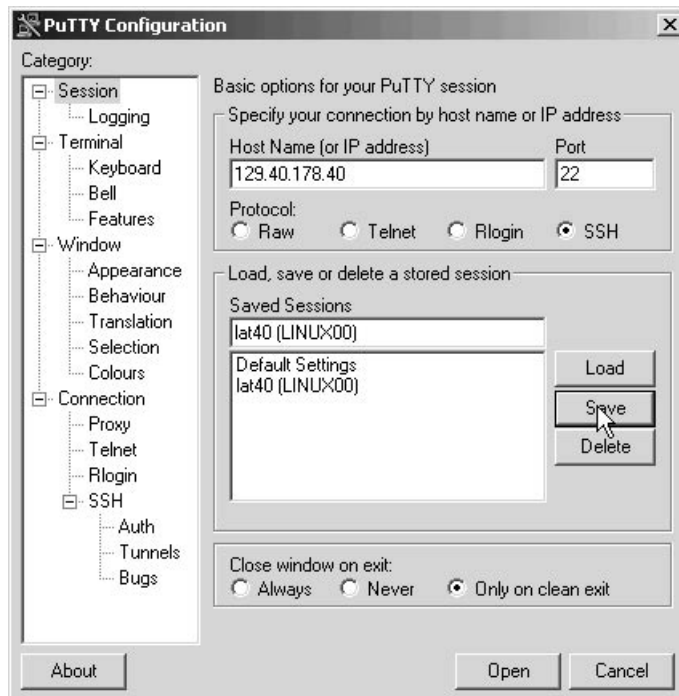 PuTTY Configuration
Category:
Session
Logging
Terminal
Keyboard
Bell
Features
Window
Appearance
Behaviour
Translation
Selection
Colours
Connection
Proxy
Telnet
Rlogin
SSH
Auth
Tunnels
Bugs
Basic options for your PuTTY session
Specify your connection by host name or IP address
Host Name (or IP address) Port
129.40.178.40 22
Protocol:
Raw Telnet Rlogin SSH
Load, save or delete a stored session
Saved Sessions
lat40 (LINUX00)
Default Settings
lat40 (LINUX00)
Load
Save
Delete
Close window on exit:
Always Never Only on clean exit
About Open Cancel